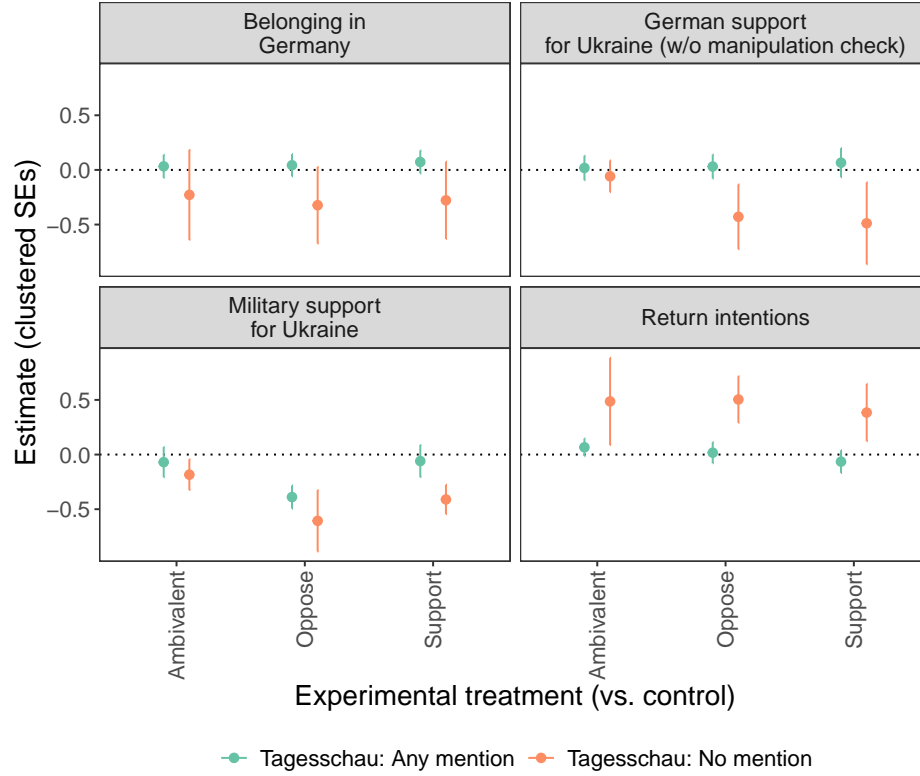 Belonging in
Germany
German support
for Ukraine (w/o manipulation check)
0.5
0.0
−0.5
Military support
for Ukraine
Return intentions
0.5
0.0
−0.5
Estimate (clustered SEs)
Ambivalent
Oppose
Support
Ambivalent
Oppose
Support
Experimental treatment (vs. control)
Tagesschau: Any mention Tagesschau: No mention